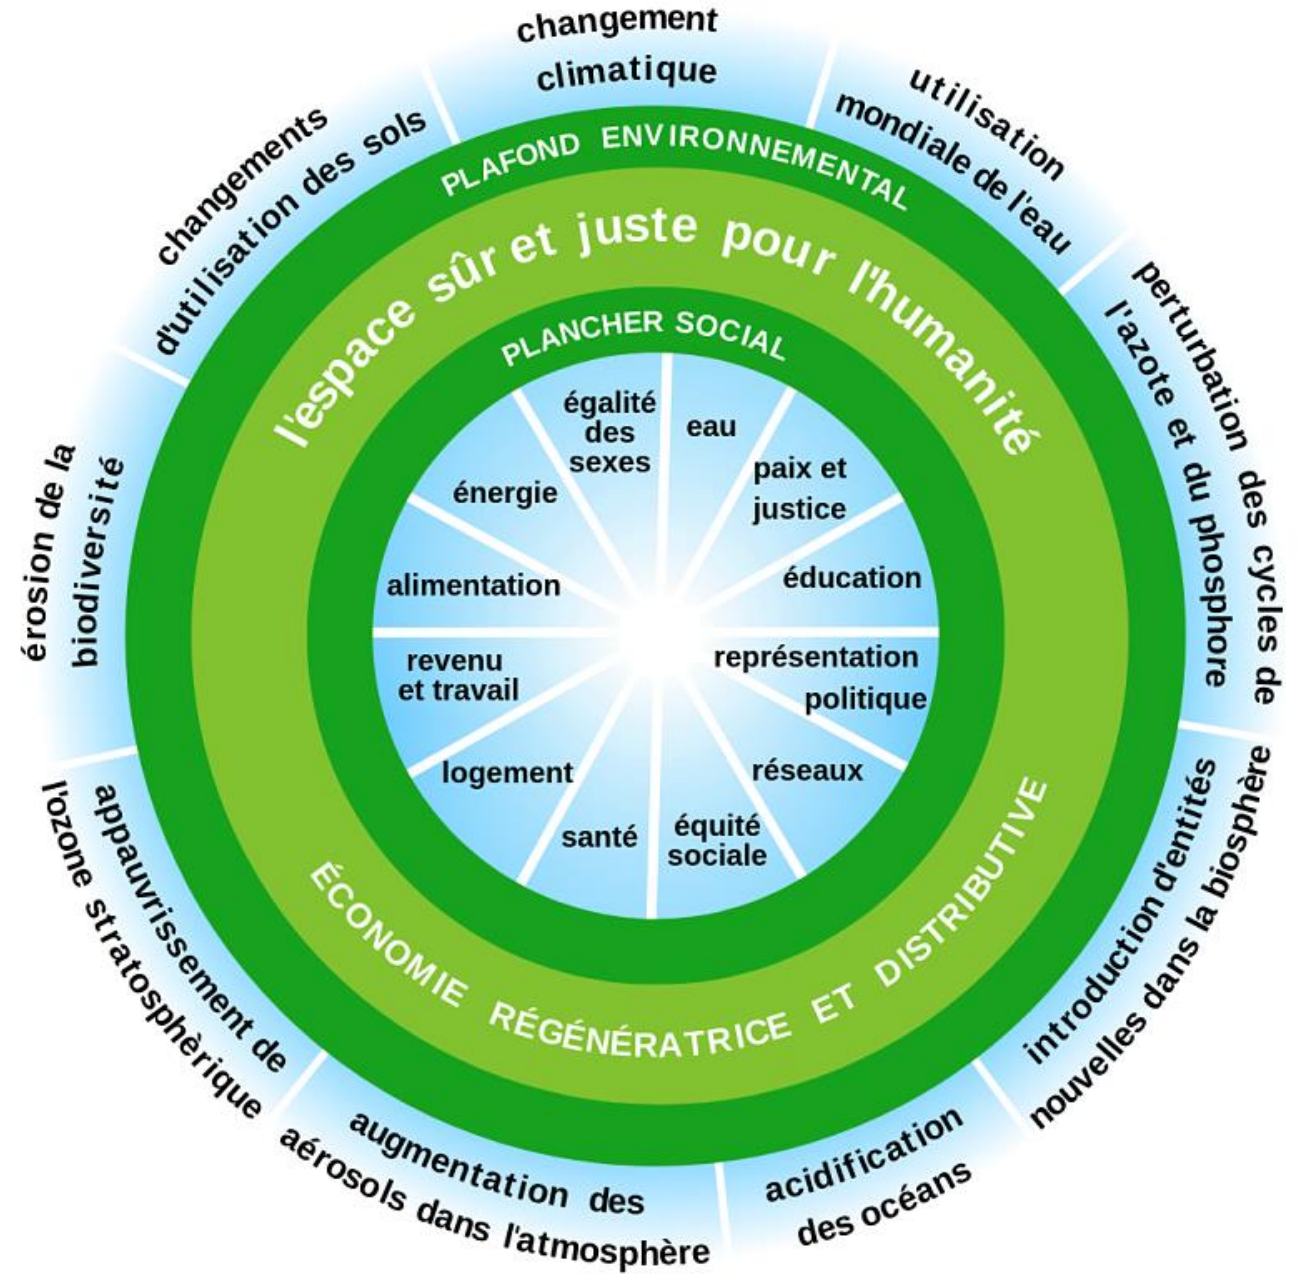 changement
climatique
utilisation
mondiale de l'eau
perturbation des cycles de
l'azote et du phosphore
introduction d'entités
nouvelles dans la biosphère
acidification
des océans
augmentation des
aérosols dans l'atmosphère
appauvrissement de
l'ozone stratosphèrique
érosion de la
biodiversité
changements
d'utilisation des sols
PLAFOND ENVIRONNEMENTAL
l'espace sûr et juste pour l'humanité
PLANCHER SOCIAL
égalité
des
sexes
eau
paix et
justice
éducation
représentation
politique
réseaux
équité
sociale
santé
logement
revenu
et travail
alimentation
énergie
ÉCONOMIE RÉGÉNÉRATRICE ET DISTRIBUTIVE